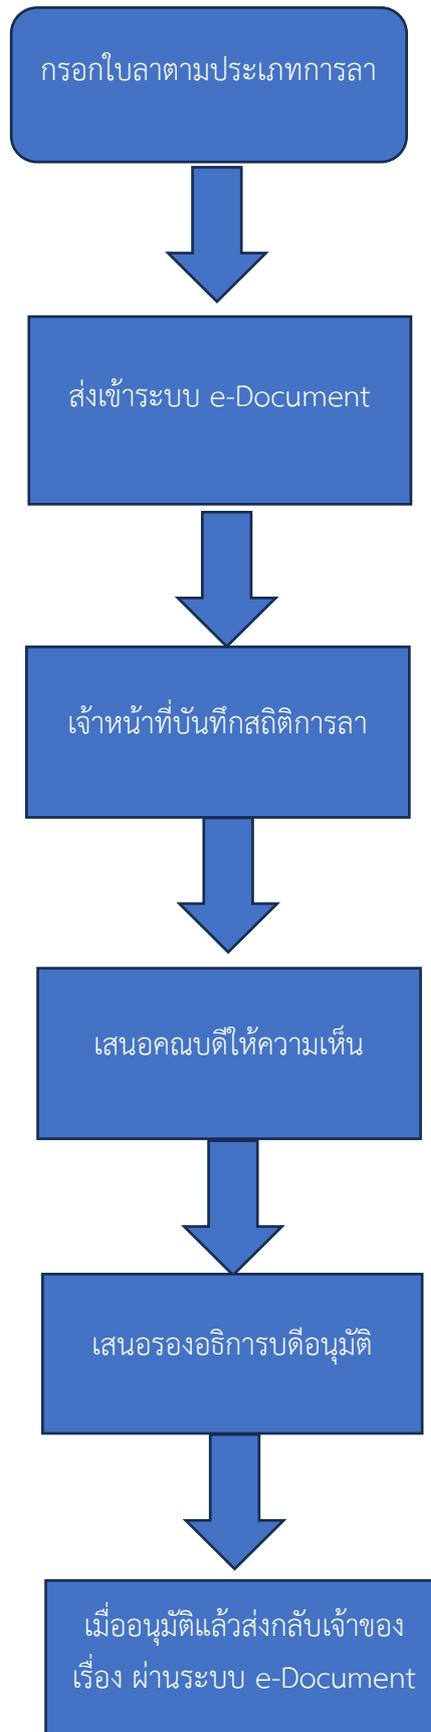 กรอกใบลาตามประเภทการลา
ส่งเข้าระบบ e-Document
เจ้าหน้าที่บันทึกสถิติการลา
เสนอคณบดีให้ความเห็น
เสนอรองอธิการบดีอนุมัติ
เมื่ออนุมัติแล้วส่งกลับเจ้าของ
เรื่อง ผ่านระบบ e-Document